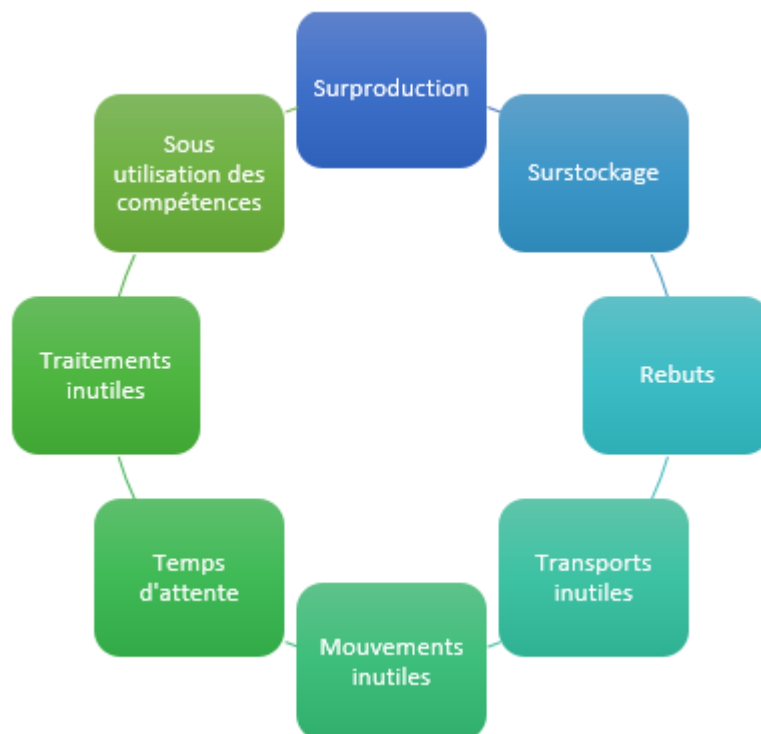 Surproduction
Surstockage
Rebuts
Transports
inutiles
Mouvements
inutiles
Temps
d'attente
Traitements
inutiles
Sous
utilisation des
compétences